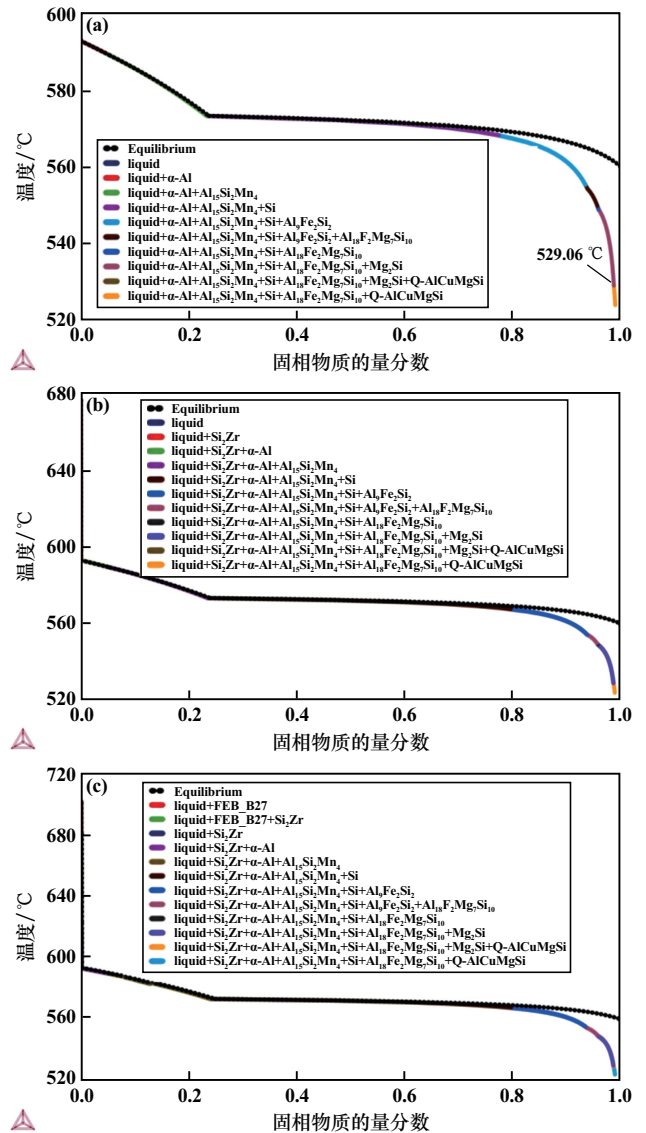 600
(a)
580
560
540
520
温度/℃
Equilibrium
liquid
liquid+α-Al
liquid+α-Al+Al₁₅Si₂Mn₄
liquid+α-Al+Al₁₅Si₂Mn₄+Si
liquid+α-Al+Al₁₅Si₂Mn₄+Si+Al₉Fe₂Si₂
liquid+α-Al+Al₁₅Si₂Mn₄+Si+Al₉Fe₂Si₂+Al₁₈F₂Mg₇Si₁₀
liquid+α-Al+Al₁₅Si₂Mn₄+Si+Al₁₈Fe₂Mg₇Si₁₀
liquid+α-Al+Al₁₅Si₂Mn₄+Si+Al₁₈Fe₂Mg₇Si₁₀+Mg₂Si
liquid+α-Al+Al₁₅Si₂Mn₄+Si+Al₁₈Fe₂Mg₇Si₁₀+Mg₂Si+Q-AlCuMgSi
liquid+α-Al+Al₁₅Si₂Mn₄+Si+Al₁₈Fe₂Mg₇Si₁₀+Q-AlCuMgSi
529.06 ℃
0.0 0.2 0.4 0.6 0.8 1.0
固相物质的量分数
680
(b)
640
600
560
520
温度/℃
Equilibrium
liquid
liquid+Si₂Zr
liquid+Si₂Zr+α-Al
liquid+Si₂Zr+α-Al+Al₁₅Si₂Mn₄
liquid+Si₂Zr+α-Al+Al₁₅Si₂Mn₄+Si
liquid+Si₂Zr+α-Al+Al₁₅Si₂Mn₄+Si+Al₉Fe₂Si₂
liquid+Si₂Zr+α-Al+Al₁₅Si₂Mn₄+Si+Al₉Fe₂Si₂+Al₁₈F₂Mg₇Si₁₀
liquid+Si₂Zr+α-Al+Al₁₅Si₂Mn₄+Si+Al₁₈Fe₂Mg₇Si₁₀
liquid+Si₂Zr+α-Al+Al₁₅Si₂Mn₄+Si+Al₁₈Fe₂Mg₇Si₁₀+Mg₂Si
liquid+Si₂Zr+α-Al+Al₁₅Si₂Mn₄+Si+Al₁₈Fe₂Mg₇Si₁₀+Mg₂Si+Q-AlCuMgSi
liquid+Si₂Zr+α-Al+Al₁₅Si₂Mn₄+Si+Al₁₈Fe₂Mg₇Si₁₀+Q-AlCuMgSi
0.0 0.2 0.4 0.6 0.8 1.0
固相物质的量分数
720
(c)
680
640
600
560
520
温度/℃
Equilibrium
liquid+FEB_B27
liquid+FEB_B27+Si₂Zr
liquid+Si₂Zr
liquid+Si₂Zr+α-Al
liquid+Si₂Zr+α-Al+Al₁₅Si₂Mn₄
liquid+Si₂Zr+α-Al+Al₁₅Si₂Mn₄+Si
liquid+Si₂Zr+α-Al+Al₁₅Si₂Mn₄+Si+Al₉Fe₂Si₂
liquid+Si₂Zr+α-Al+Al₁₅Si₂Mn₄+Si+Al₉Fe₂Si₂+Al₁₈F₂Mg₇Si₁₀
liquid+Si₂Zr+α-Al+Al₁₅Si₂Mn₄+Si+Al₁₈Fe₂Mg₇Si₁₀
liquid+Si₂Zr+α-Al+Al₁₅Si₂Mn₄+Si+Al₁₈Fe₂Mg₇Si₁₀+Mg₂Si
liquid+Si₂Zr+α-Al+Al₁₅Si₂Mn₄+Si+Al₁₈Fe₂Mg₇Si₁₀+Mg₂Si+Q-AlCuMgSi
liquid+Si₂Zr+α-Al+Al₁₅Si₂Mn₄+Si+Al₁₈Fe₂Mg₇Si₁₀+Q-AlCuMgSi
0.0 0.2 0.4 0.6 0.8 1.0
固相物质的量分数